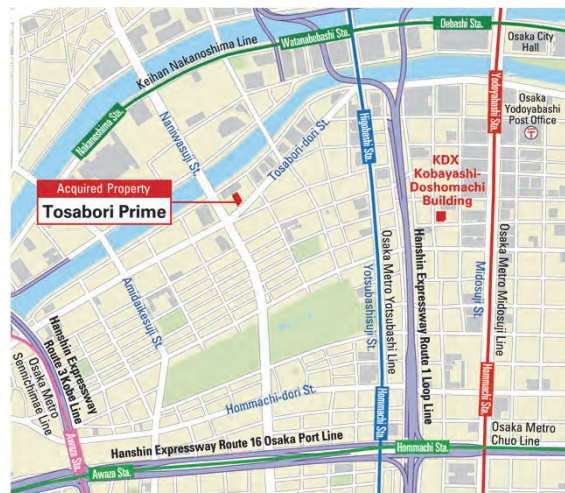 Oebashi Sta.
Osaka City
Hall
Watanabebashi Sta.
Keihan Nakanoshima Line
Nakanoshima Sta.
Naniwasuji St.
Tosabori-dori St.
Higobashi Sta.
Yodoyabashi Sta.
Osaka
Yodoyabashi
Post Office
〒
KDX
Kobayashi-
Doshomachi
Building
Acquired Property
Tosabori Prime
Amidaikesuji St.
Osaka Metro Yotsubashi Line
Yotsubashisuji St.
Hanshin Expressway Route 1 Loop Line
Midosuji St.
Osaka Metro Midosuji Line
Hanshin Expressway
Route 3 Kobe Line
Osaka Metro
Sennichimae Line
Awaza Sta.
Hommachi-dori St.
Hommachi Sta.
Hommachi Sta.
Hanshin Expressway Route 16 Osaka Port Line
Hommachi Sta.
Osaka Metro
Chuo Line
Awaza Sta.